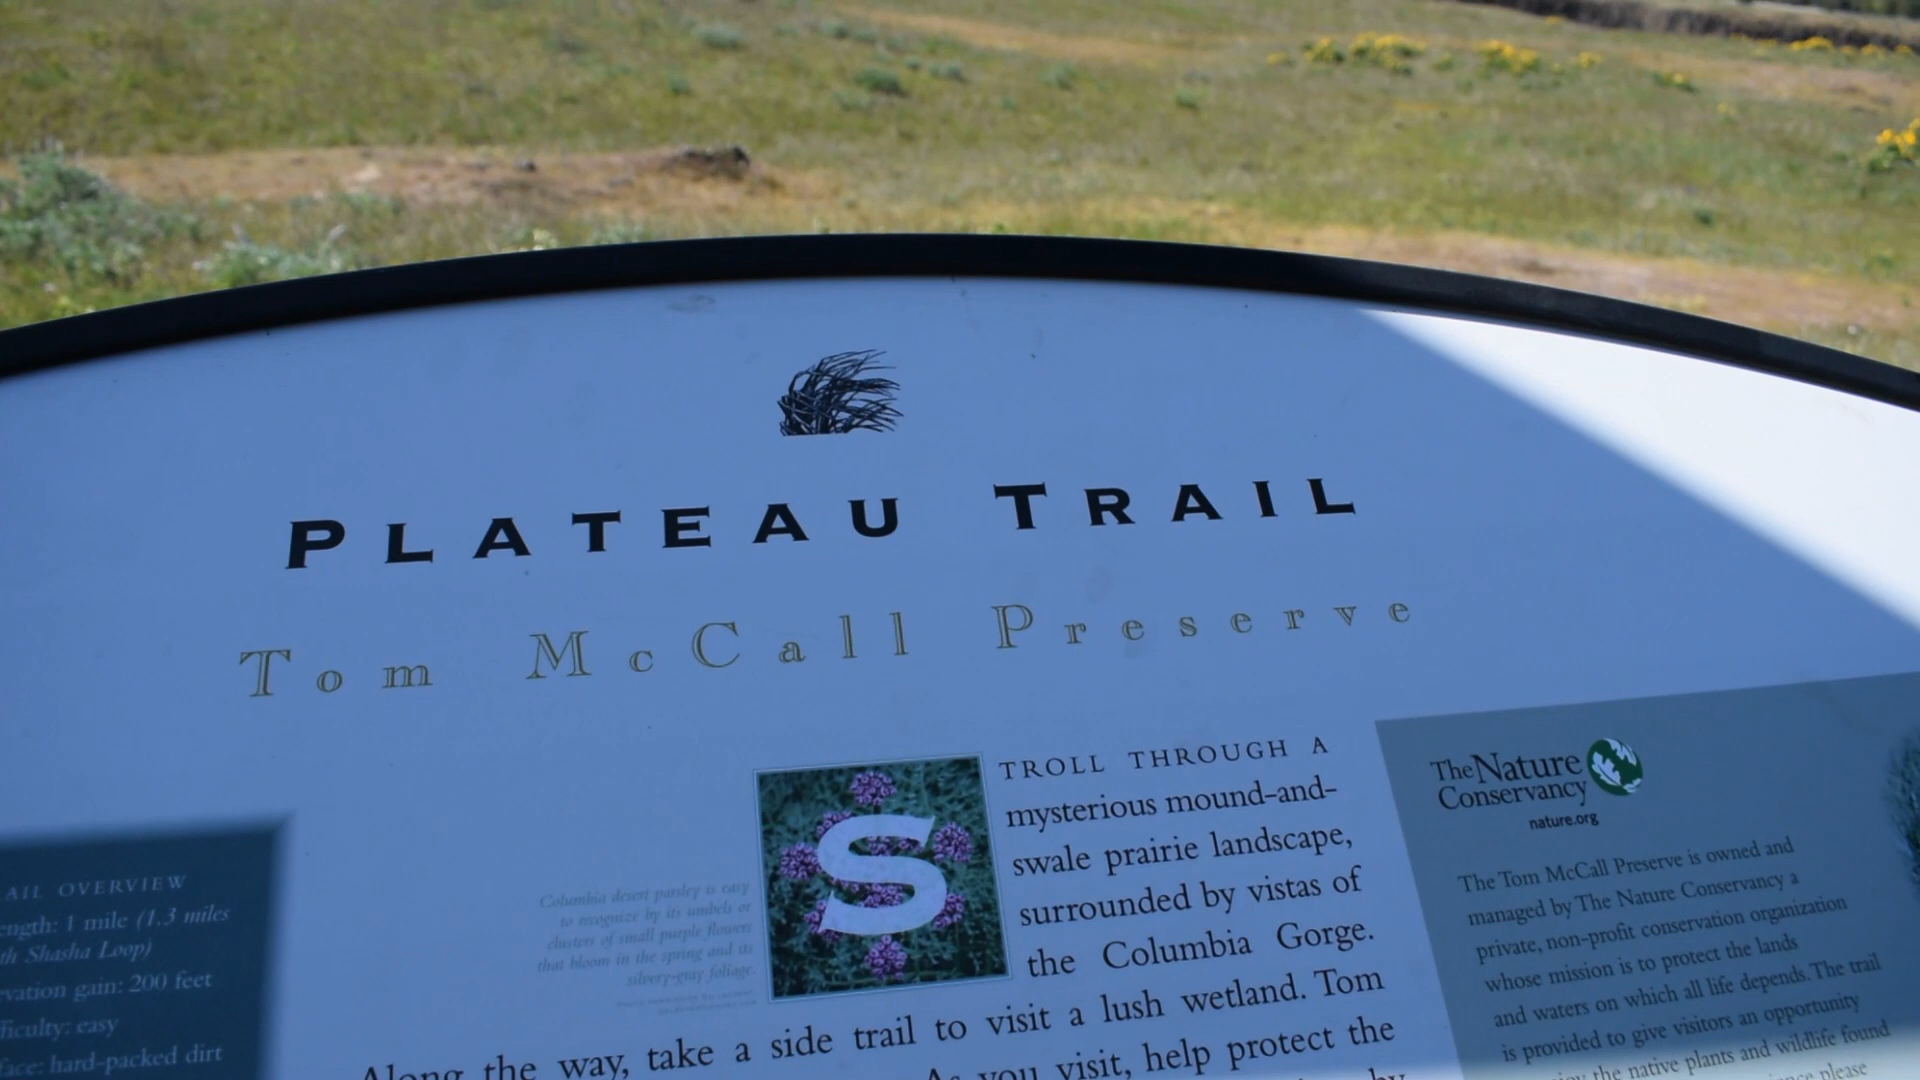 PLATEAU TRAIL
Tom McCall Preserve
STROLL THROUGH A
mysterious mound-and-
swale prairie landscape,
surrounded by vistas of
the Columbia Gorge.
Along the way, take a side trail to visit a lush wetland. Tom
As you visit, help protect the
by
Columbia desert parsley is easy
to recognize by its umbels or
clusters of small purple flowers
that bloom in the spring and its
silvery-gray foliage.
AIL OVERVIEW
ength: 1 mile (1.3 miles
th Shasha Loop)
vation gain: 200 feet
ficulty: easy
face: hard-packed dirt
The Nature
Conservancy
nature.org
The Tom McCall Preserve is owned and
managed by The Nature Conservancy a
private, non-profit conservation organization
whose mission is to protect the lands
and waters on which all life depends. The trail
is provided to give visitors an opportunity
the native plants and wildlife found
please